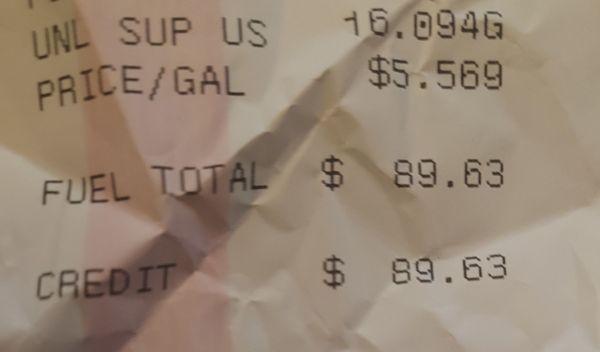 UNL SUP US 16.094G
PRICE/GAL $5.569
FUEL TOTAL $ 89.63
CREDIT $ 89.63